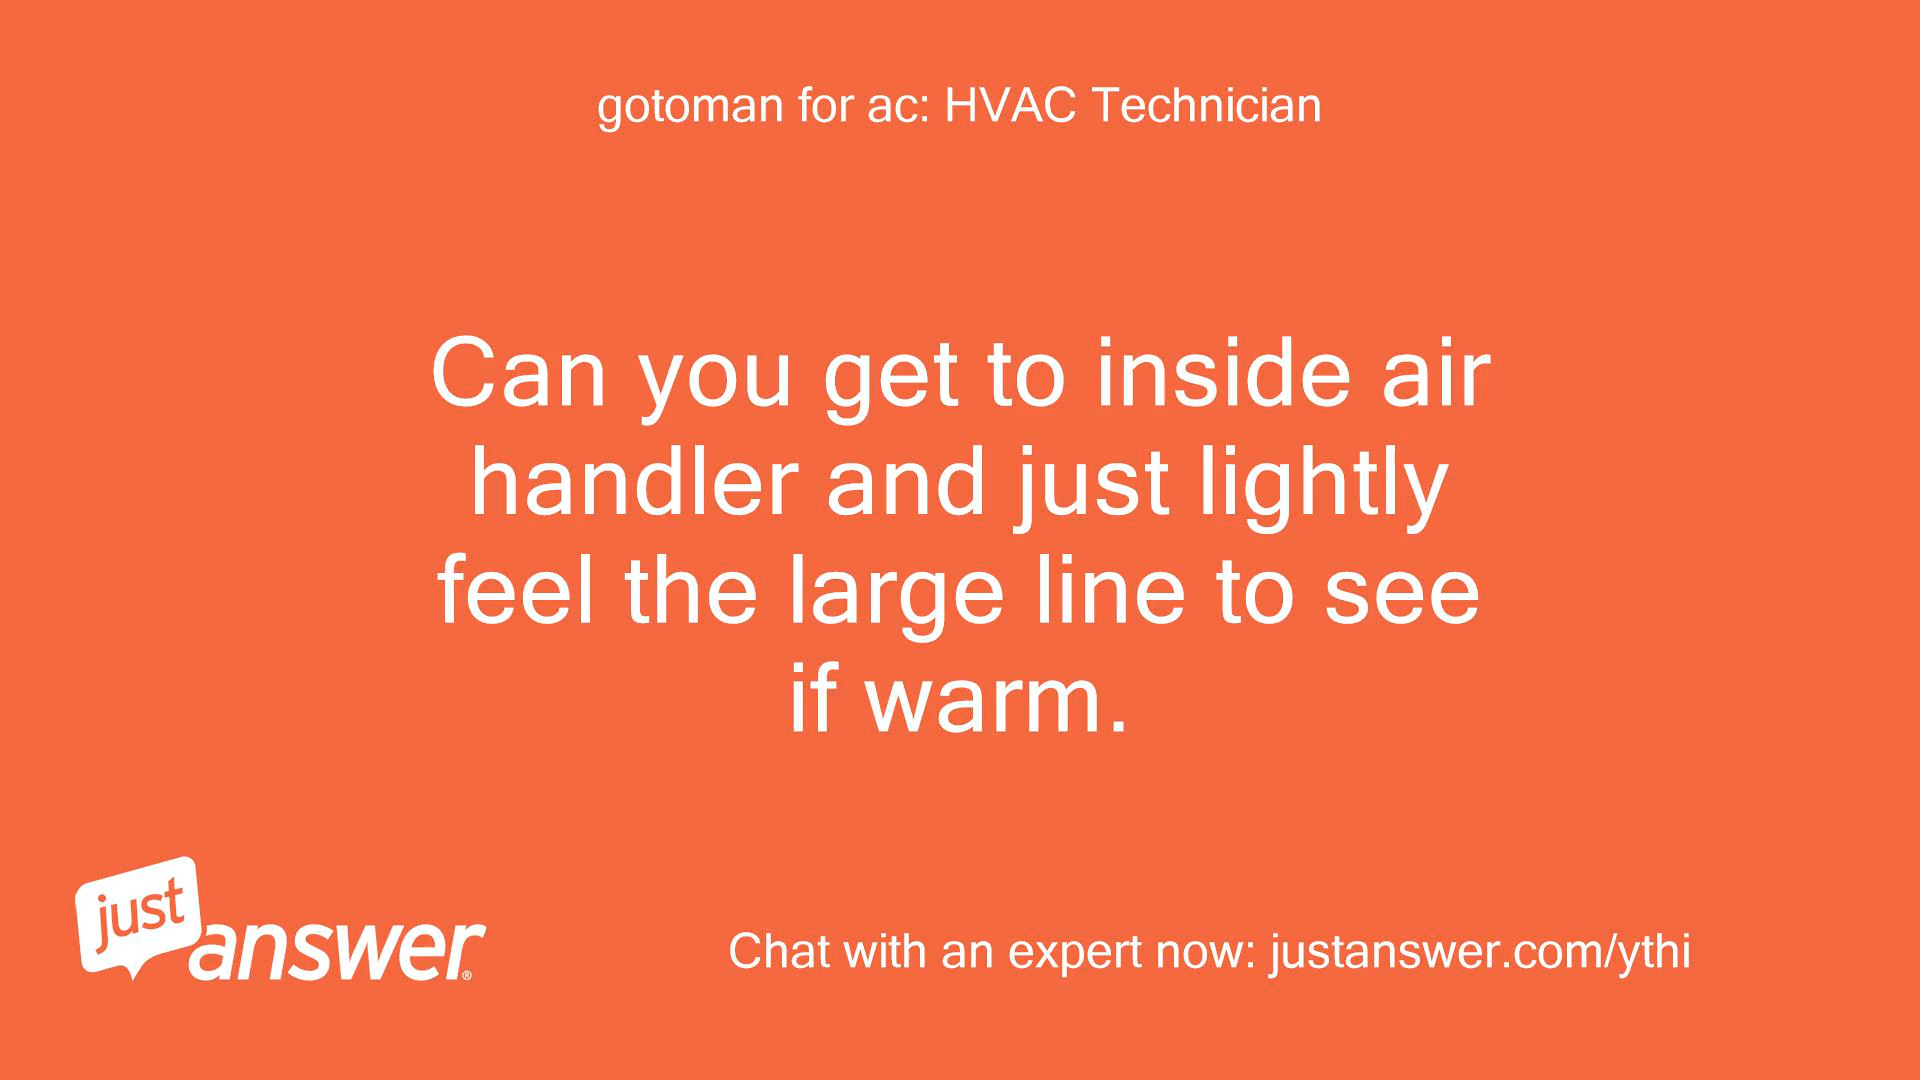 gotoman for ac: HVAC Technician
Can you get to inside air
handler and just lightly
feel the large line to see
if warm.
just
answer®
Chat with an expert now: justanswer.com/ythi